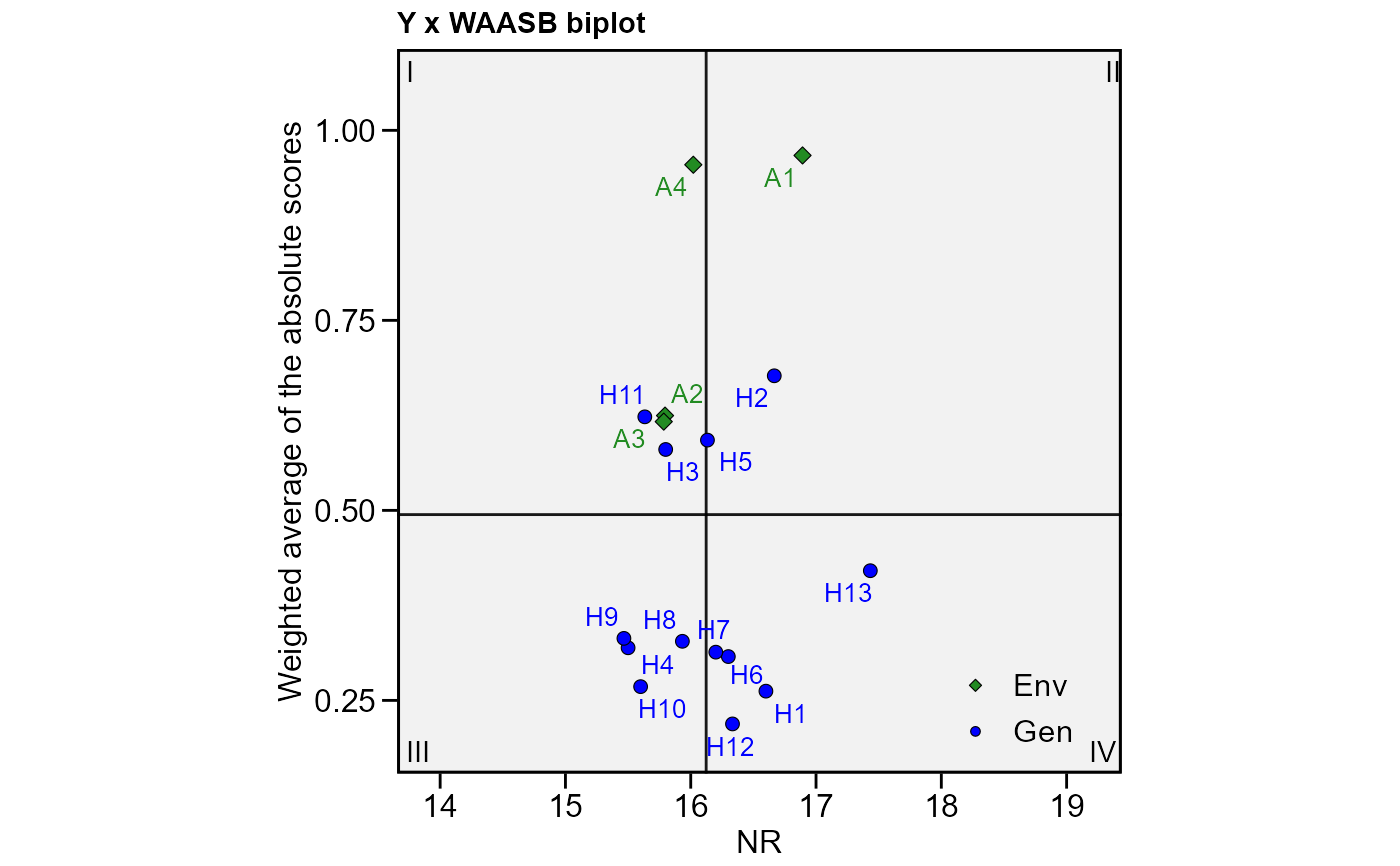 Y x WAASB biplot
I
II
1.00
A4
A1
0.75
H11
A2
H2
A3
H3
H5
0.50
H13
H9
H8
H7
H4
H6
Env
0.25
H10
H1
Gen
H12
III
IV
14
15
16
17
18
19
NR
Weighted average of the absolute scores